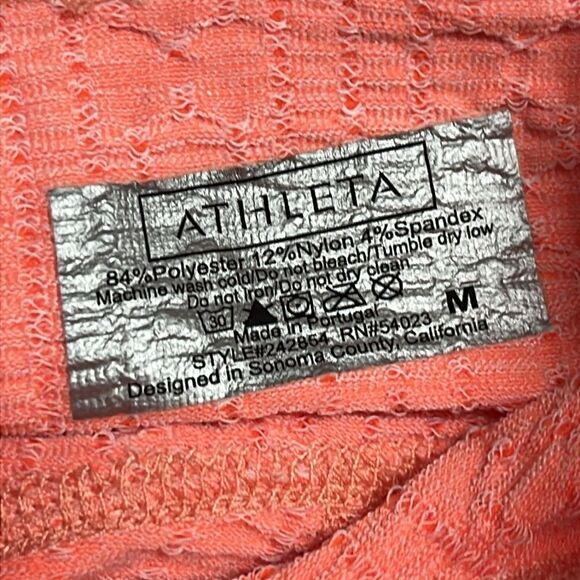 ATHLETA
84%Polyester 12%Nylon 4%Spandex
Machine wash cold/Do not bleach/Tumble dry low
Do not Iron/Do not dry clean
30
M
Made in Portugal
STYLE#242854 RN#54023
Designed in Sonoma County, California